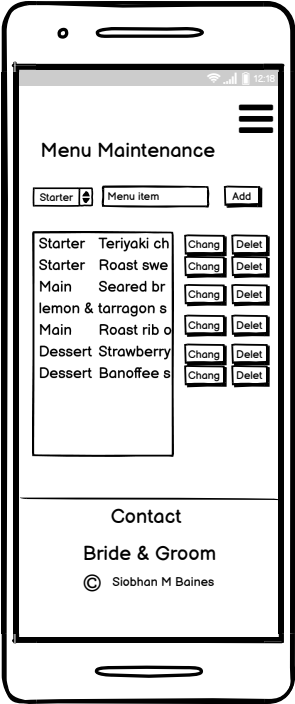 12:18
Menu Maintenance
Starter Menu item Add
Starter Teriyaki ch Chang Delet
Starter Roast swe Chang Delet
Main Seared br Chang Delet
lemon & tarragon s
Main Roast rib o Chang Delet
Dessert Strawberry Chang Delet
Dessert Banoffee s Chang Delet
Contact
Bride & Groom
© Siobhan M Baines